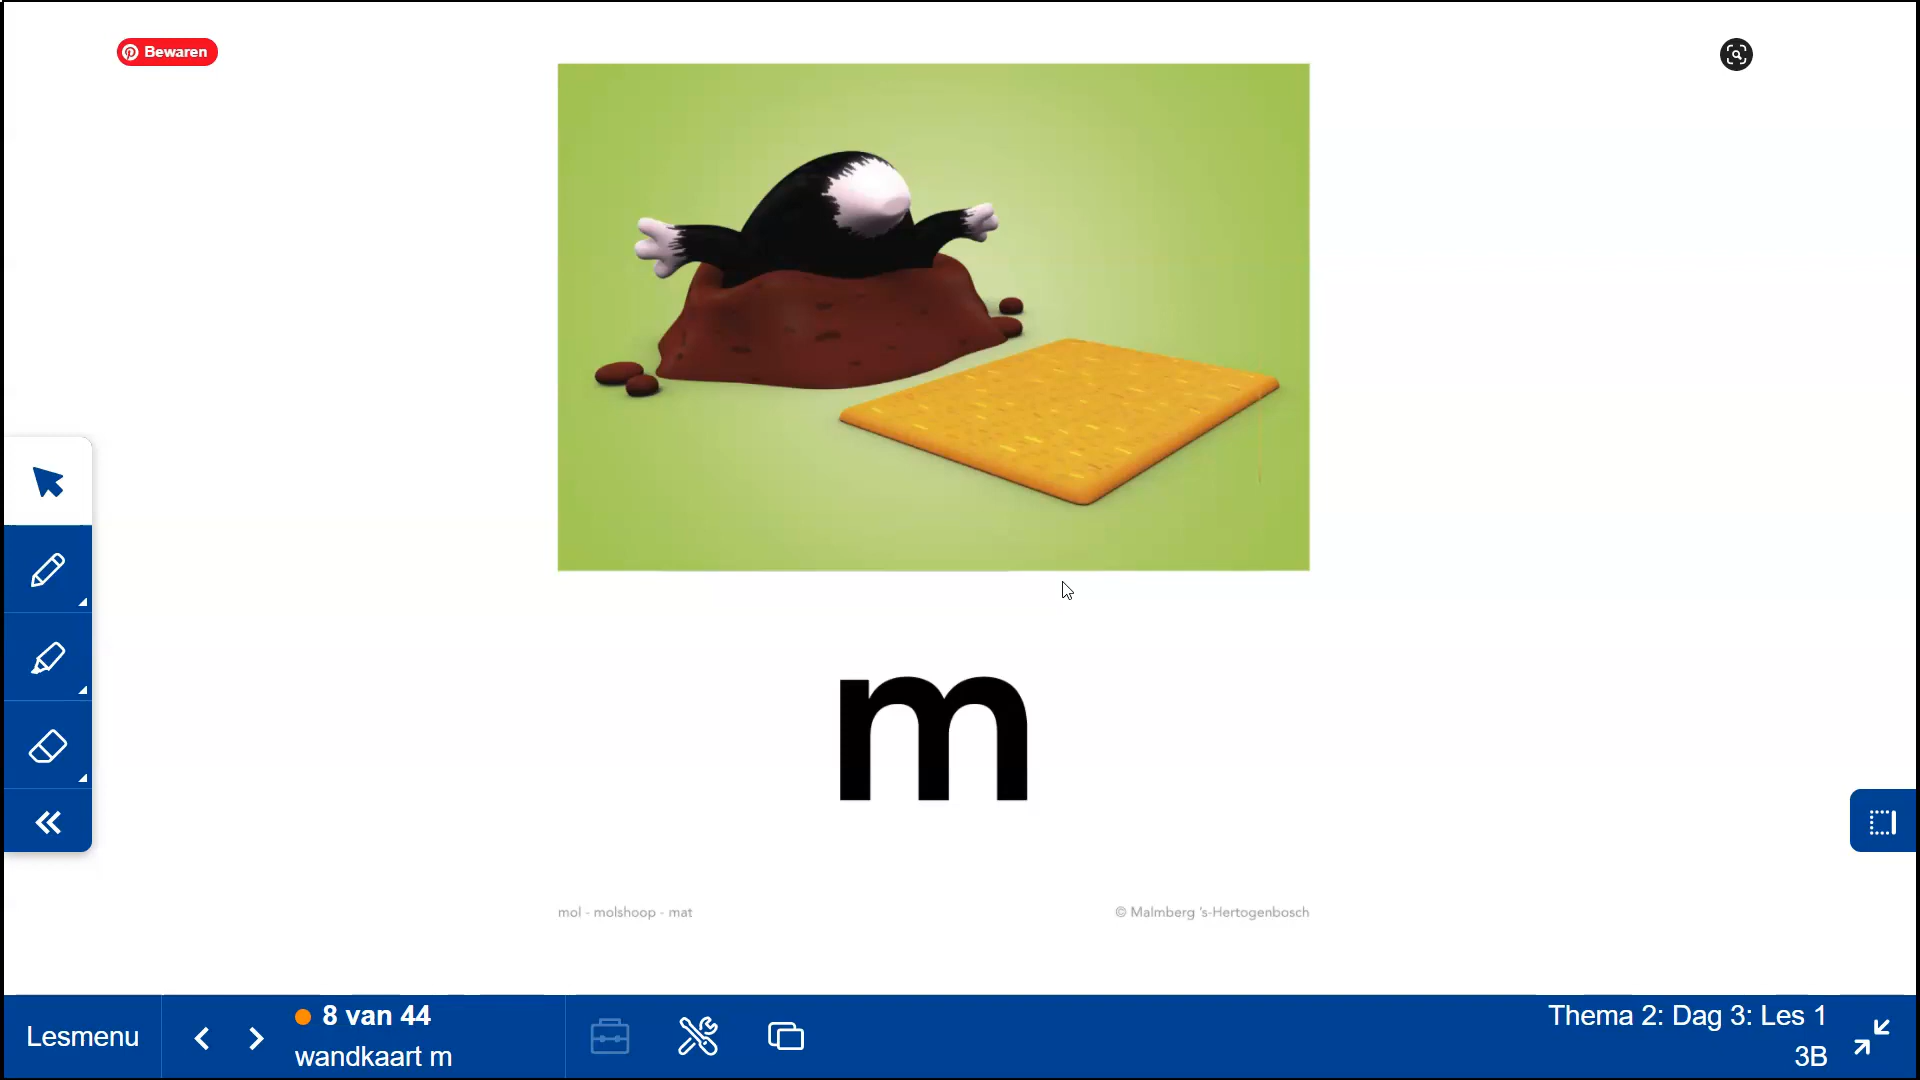 Bewaren
m
mol - molshoop - mat
© Malmberg 's-Hertogenbosch
Lesmenu
8 van 44
wandkaart m
Thema 2: Dag 3: Les 1
3B